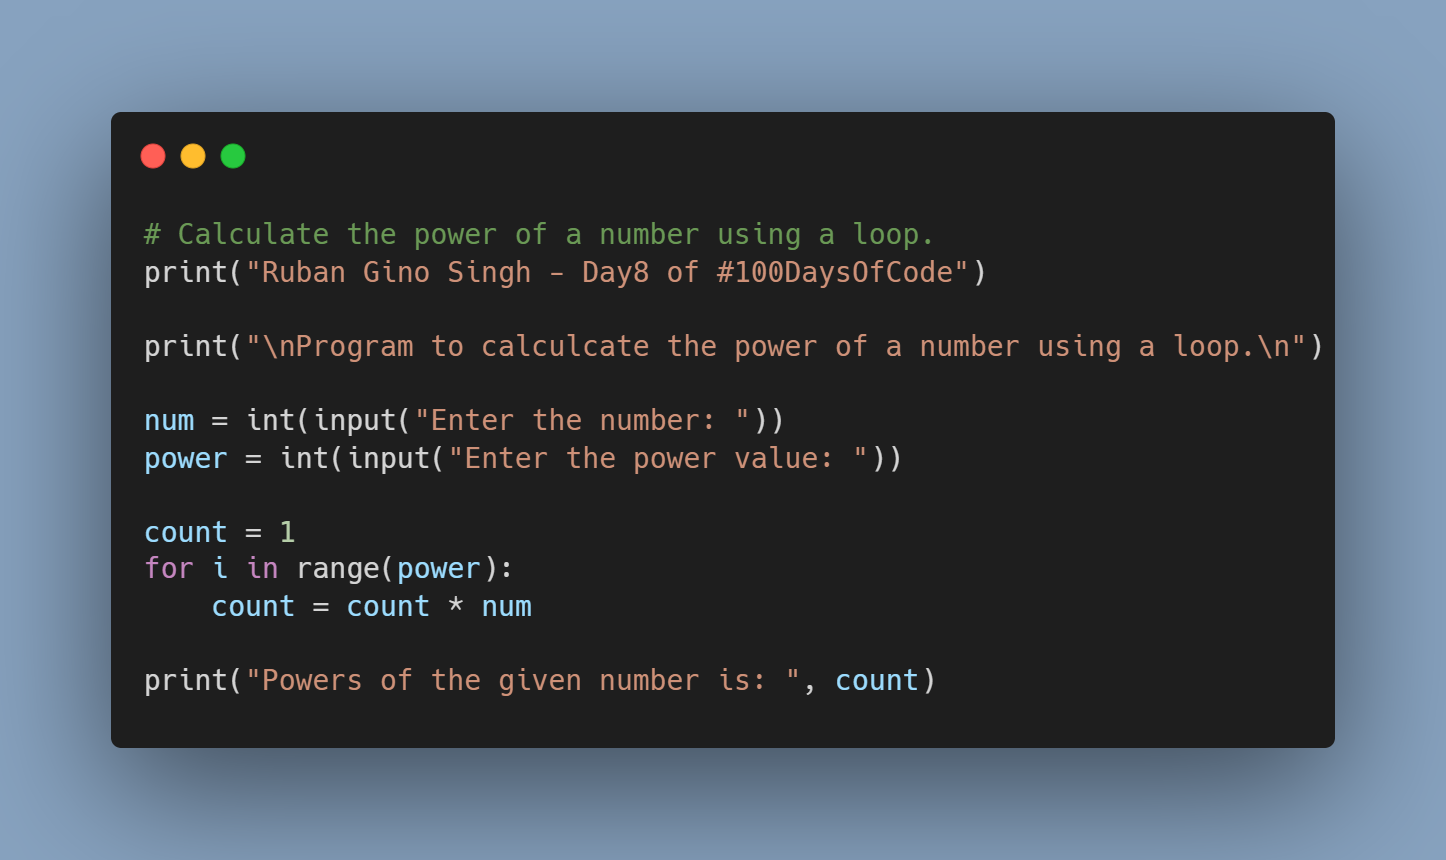 # Calculate the power of a number using a loop.
print("Ruban Gino Singh - Day8 of #100DaysOfCode")
print("\nProgram to calculcate the power of a number using a loop.\n")
num = int(input("Enter the number: "))
power = int(input("Enter the power value: "))
count = 1
for i in range(power):
    count = count * num
print("Powers of the given number is: ", count)